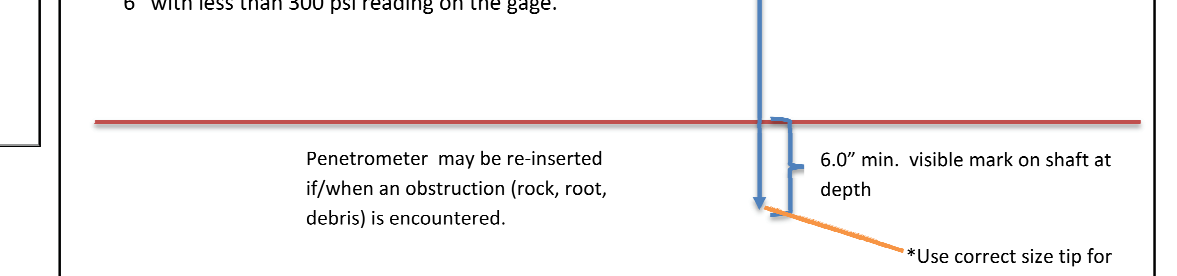 6" with less than 300 psi reading on the gage.
Penetrometer may be re-inserted
if/when an obstruction (rock, root,
debris) is encountered.
6.0” min. visible mark on shaft at
depth
*Use correct size tip for